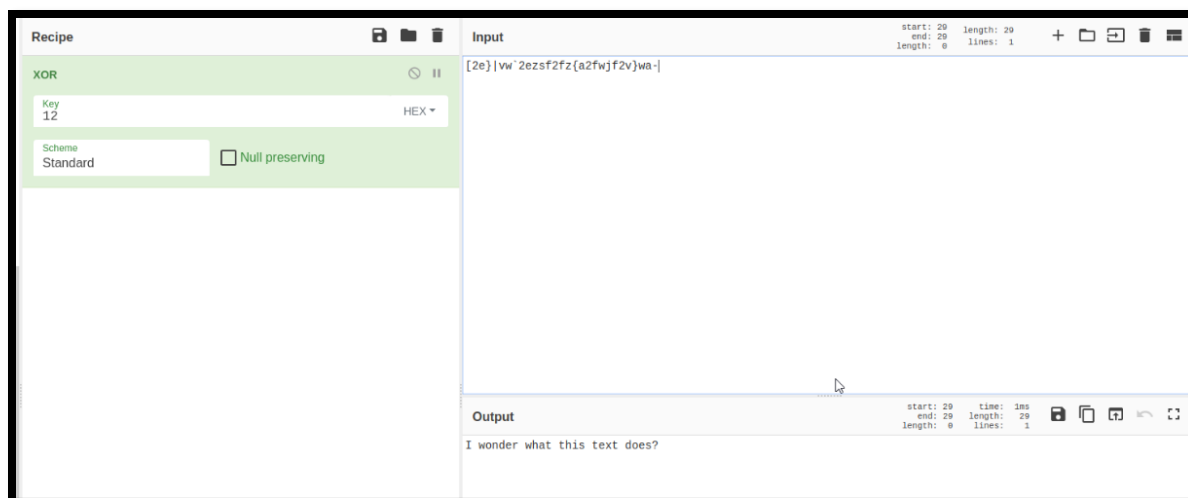 Recipe
XOR
Key
12
HEX
Scheme
Standard
Null preserving
Input
start: 29
end: 29
length: 0
length: 29
lines: 1
[2e}|vw`2ezsf2fz{a2fwjf2v}wa-
Output
start: 29
end: 29
length: 0
time: 1ms
length: 29
lines: 1
I wonder what this text does?